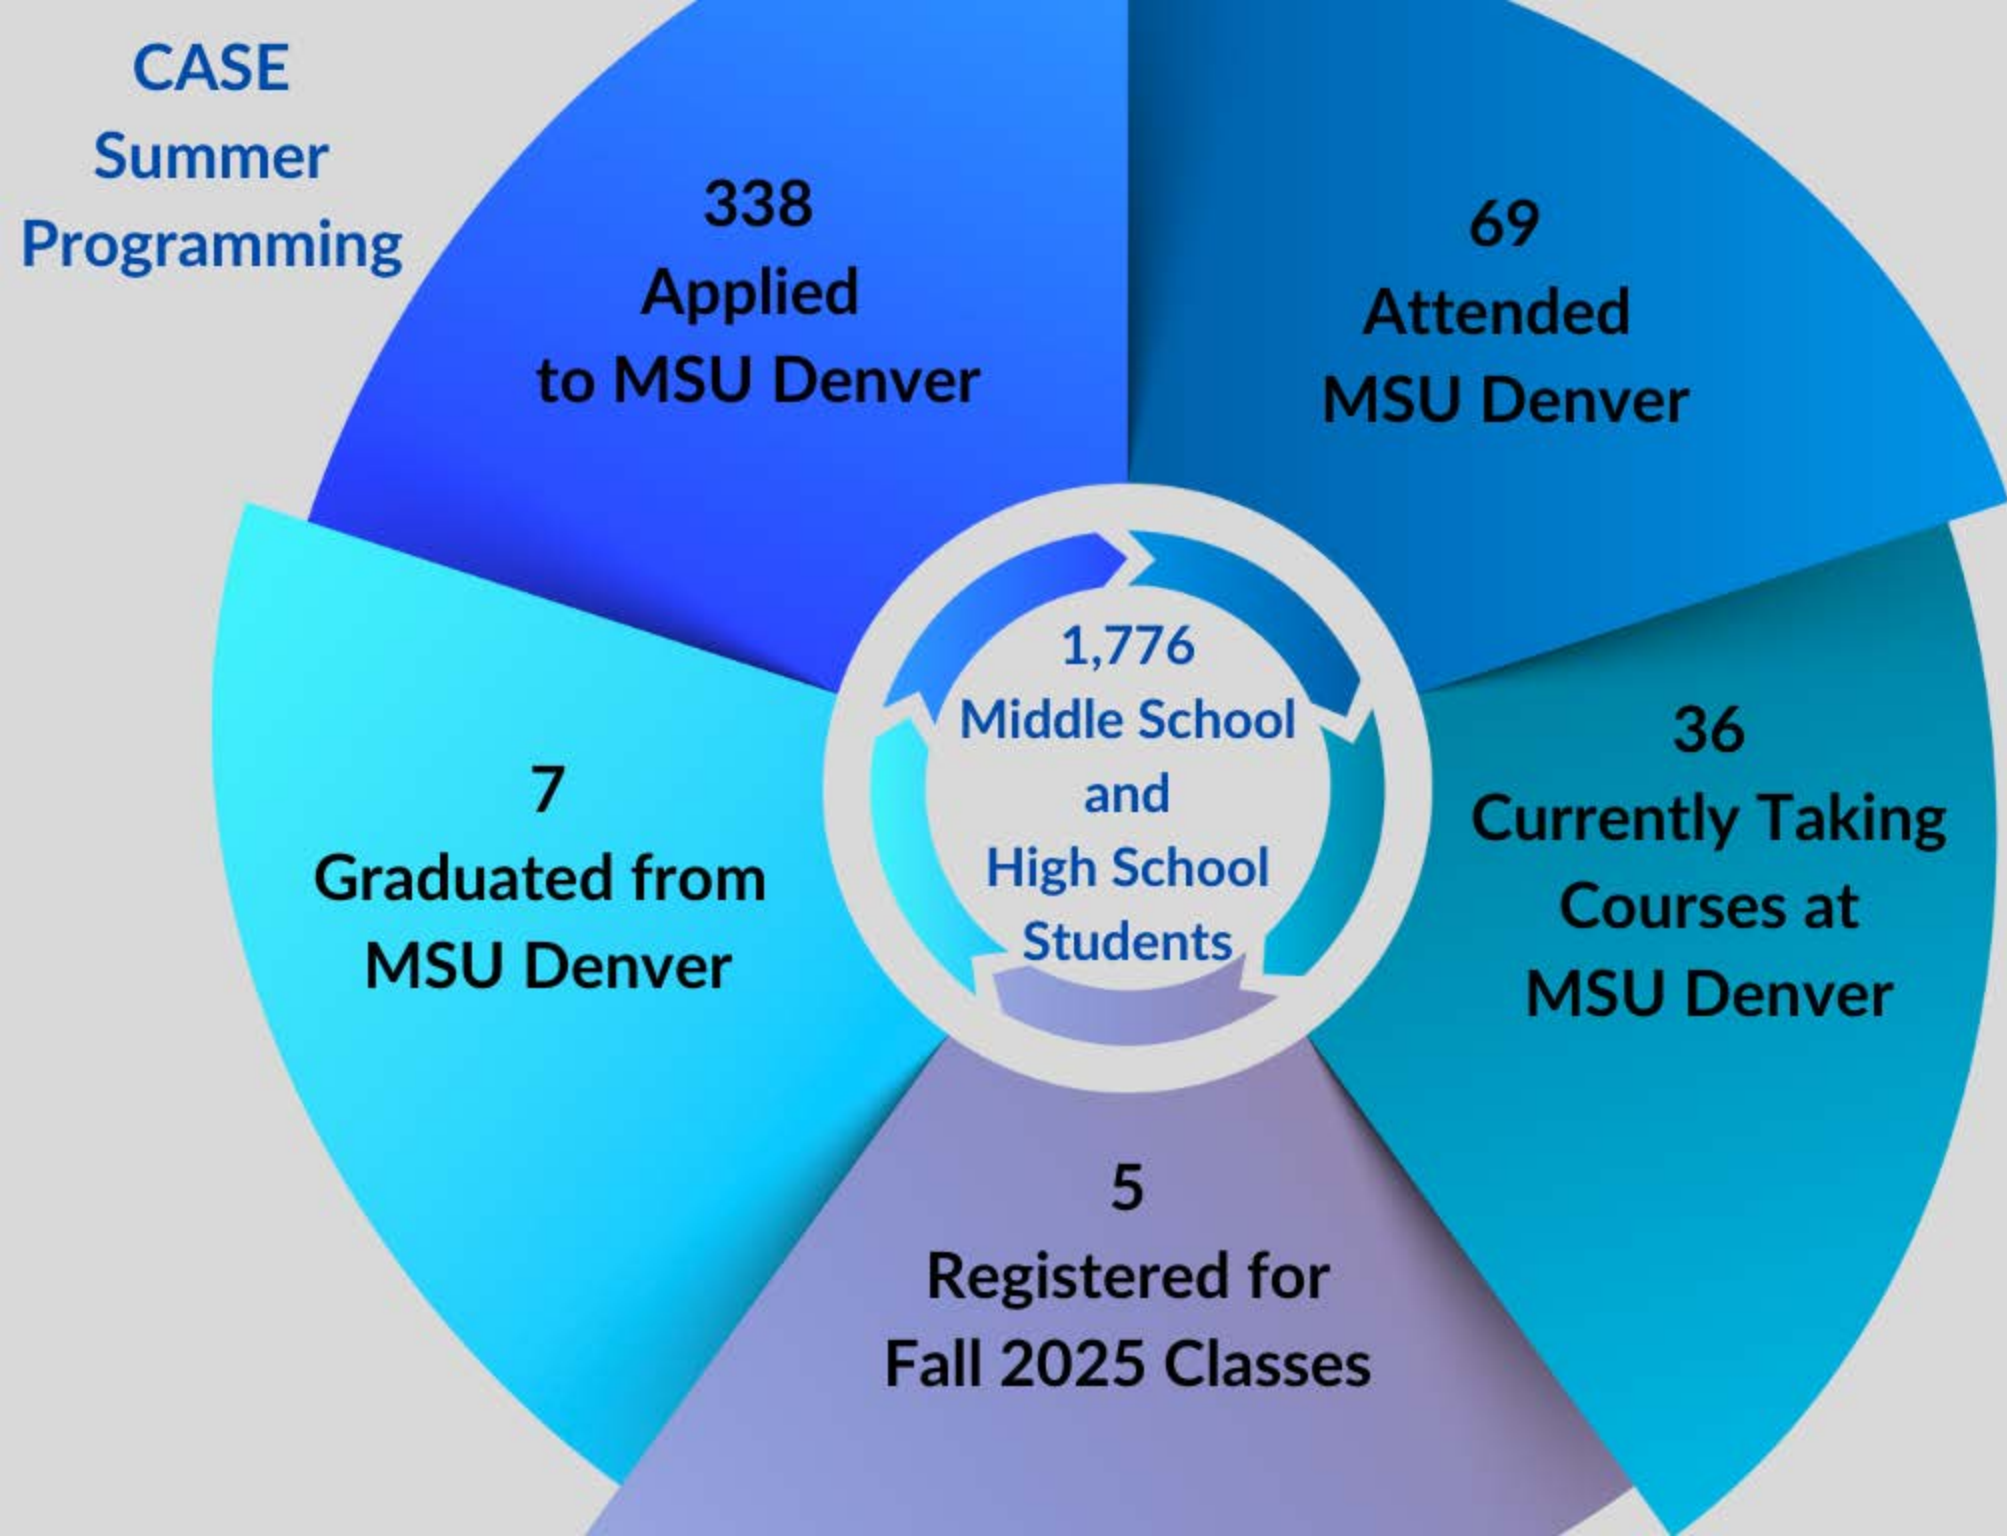 CASE
Summer
Programming
338
Applied
to MSU Denver
69
Attended
MSU Denver
36
Currently Taking
Courses at
MSU Denver
5
Registered for
Fall 2025 Classes
7
Graduated from
MSU Denver
1,776
Middle School
and
High School
Students